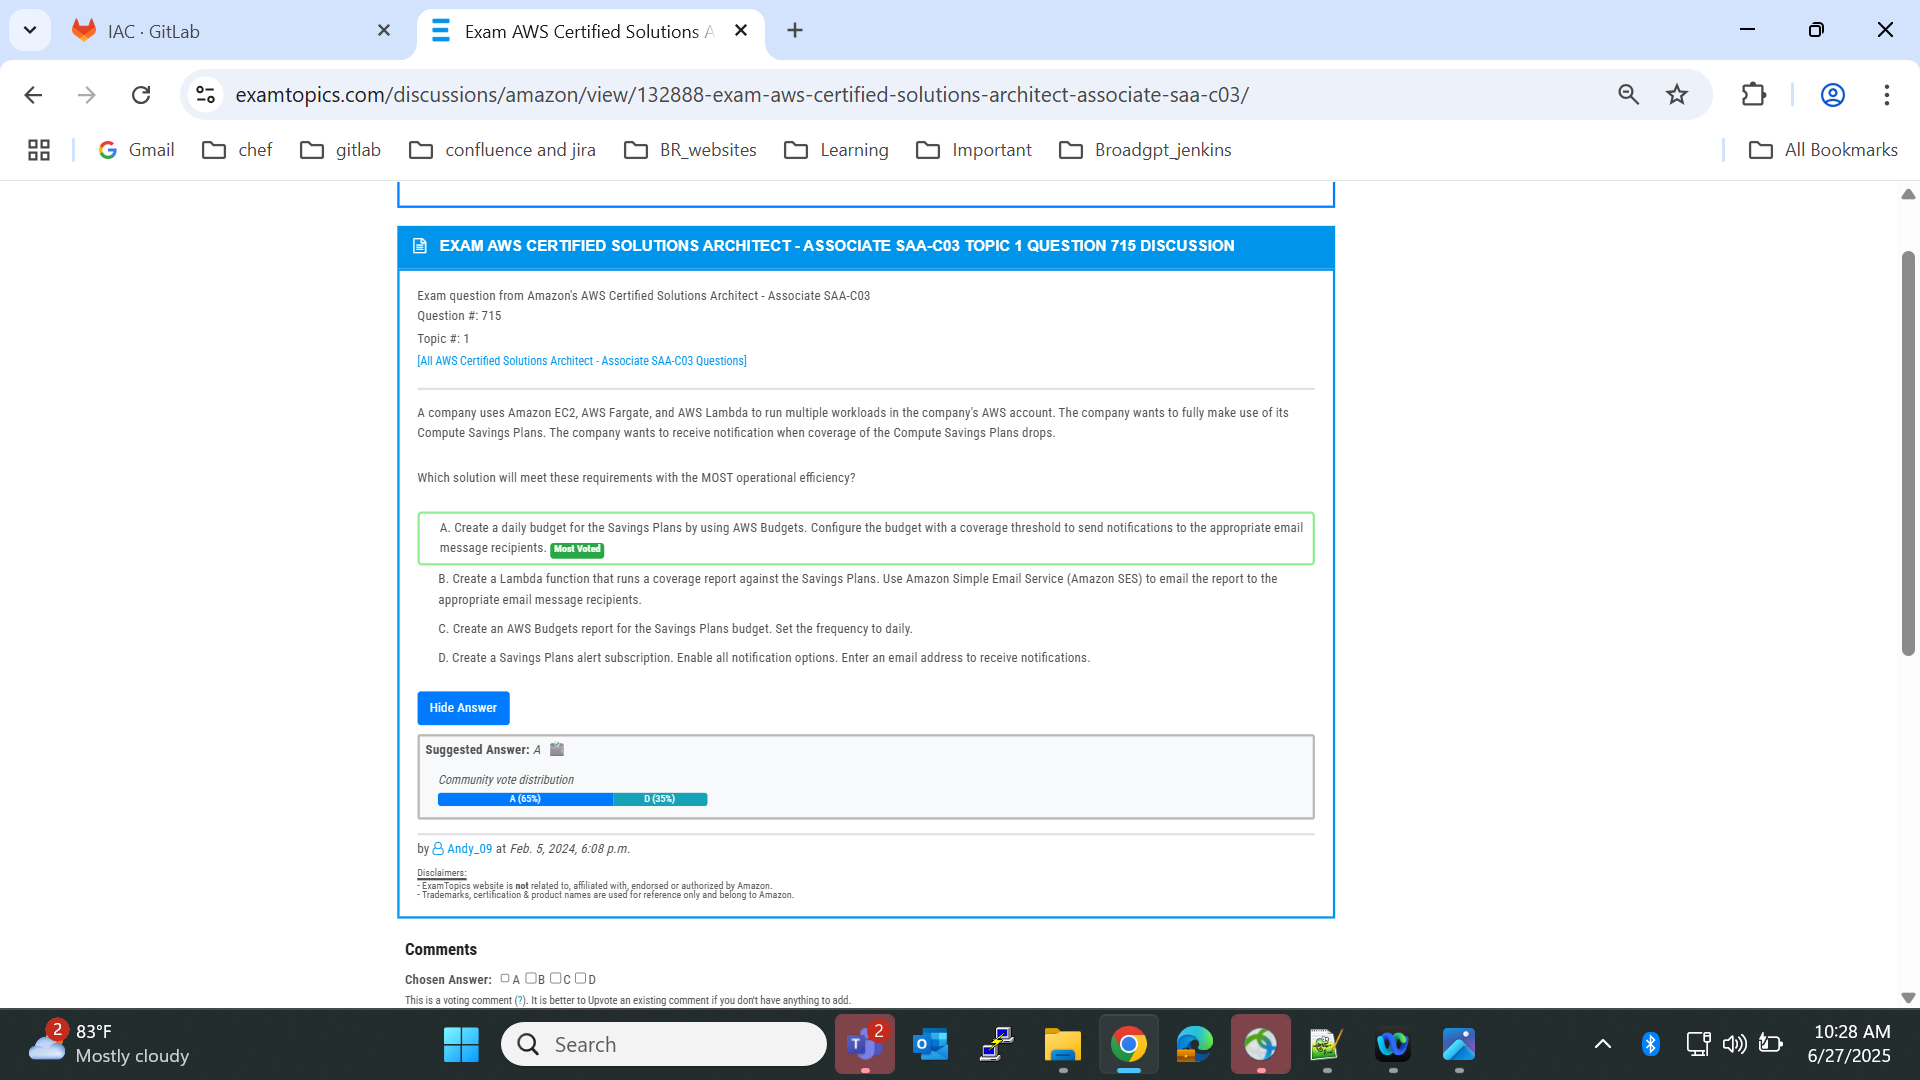 IAC · GitLab
Exam AWS Certified Solutions A
examtopics.com/discussions/amazon/view/132888-exam-aws-certified-solutions-architect-associate-saa-c03/
Gmail
chef
gitlab
confluence and jira
BR_websites
Learning
Important
Broadgpt_jenkins
All Bookmarks
EXAM AWS CERTIFIED SOLUTIONS ARCHITECT - ASSOCIATE SAA-C03 TOPIC 1 QUESTION 715 DISCUSSION
Exam question from Amazon's AWS Certified Solutions Architect - Associate SAA-C03
Question #: 715
Topic #: 1
[All AWS Certified Solutions Architect - Associate SAA-C03 Questions]
A company uses Amazon EC2, AWS Fargate, and AWS Lambda to run multiple workloads in the company's AWS account. The company wants to fully make use of its
Compute Savings Plans. The company wants to receive notification when coverage of the Compute Savings Plans drops.
Which solution will meet these requirements with the MOST operational efficiency?
A. Create a daily budget for the Savings Plans by using AWS Budgets. Configure the budget with a coverage threshold to send notifications to the appropriate email
message recipients. Most Voted
B. Create a Lambda function that runs a coverage report against the Savings Plans. Use Amazon Simple Email Service (Amazon SES) to email the report to the
appropriate email message recipients.
C. Create an AWS Budgets report for the Savings Plans budget. Set the frequency to daily.
D. Create a Savings Plans alert subscription. Enable all notification options. Enter an email address to receive notifications.
Hide Answer
Suggested Answer: A
Community vote distribution
A (65%) D (35%)
by Andy_09 at Feb. 5, 2024, 6:08 p.m.
Disclaimers:
- ExamTopics website is not related to, affiliated with, endorsed or authorized by Amazon.
- Trademarks, certification & product names are used for reference only and belong to Amazon.
Comments
Chosen Answer: A B C D
This is a voting comment (?). It is better to Upvote an existing comment if you don't have anything to add.
2
83°F
Mostly cloudy
Search
2
10:28 AM
6/27/2025